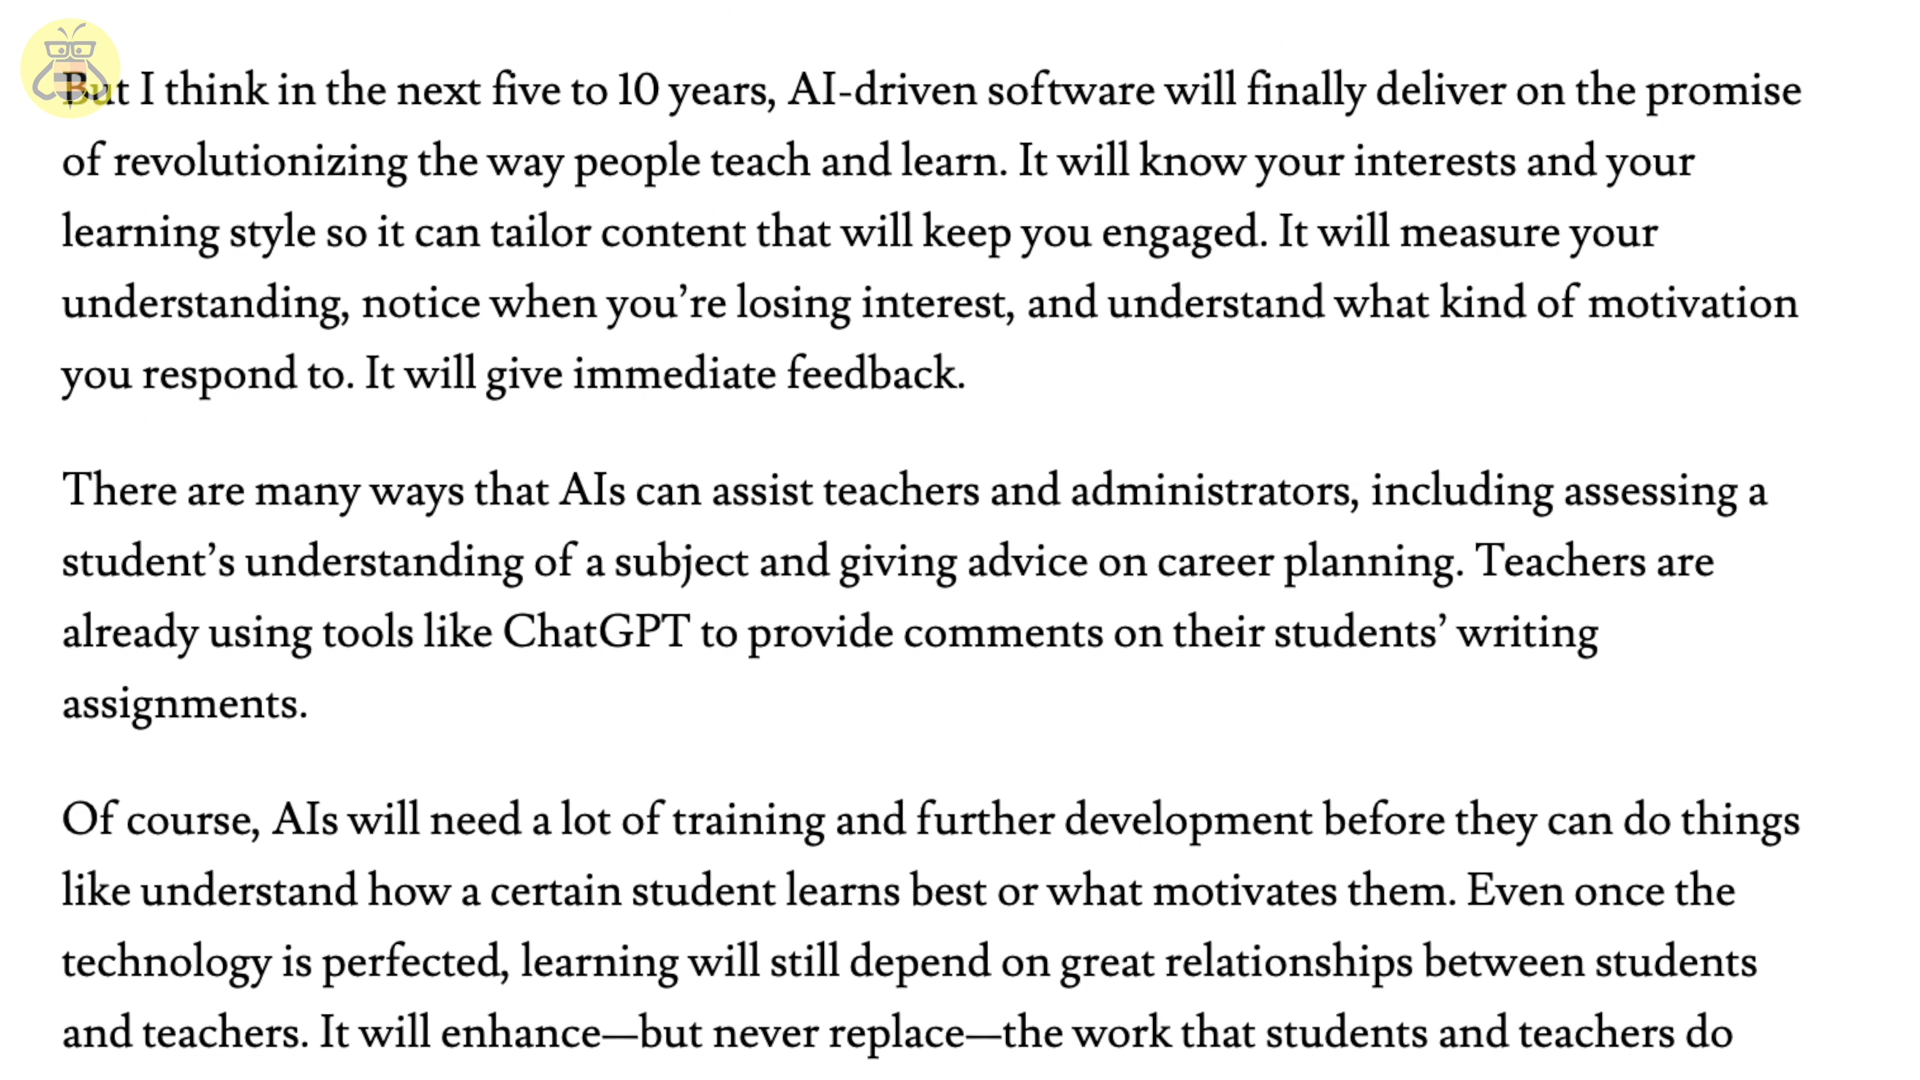 But I think in the next five to 10 years, AI-driven software will finally deliver on the promise
of revolutionizing the way people teach and learn. It will know your interests and your
learning style so it can tailor content that will keep you engaged. It will measure your
understanding, notice when you’re losing interest, and understand what kind of motivation
you respond to. It will give immediate feedback.
There are many ways that AIs can assist teachers and administrators, including assessing a
student’s understanding of a subject and giving advice on career planning. Teachers are
already using tools like ChatGPT to provide comments on their students’ writing
assignments.
Of course, AIs will need a lot of training and further development before they can do things
like understand how a certain student learns best or what motivates them. Even once the
technology is perfected, learning will still depend on great relationships between students
and teachers. It will enhance—but never replace—the work that students and teachers do